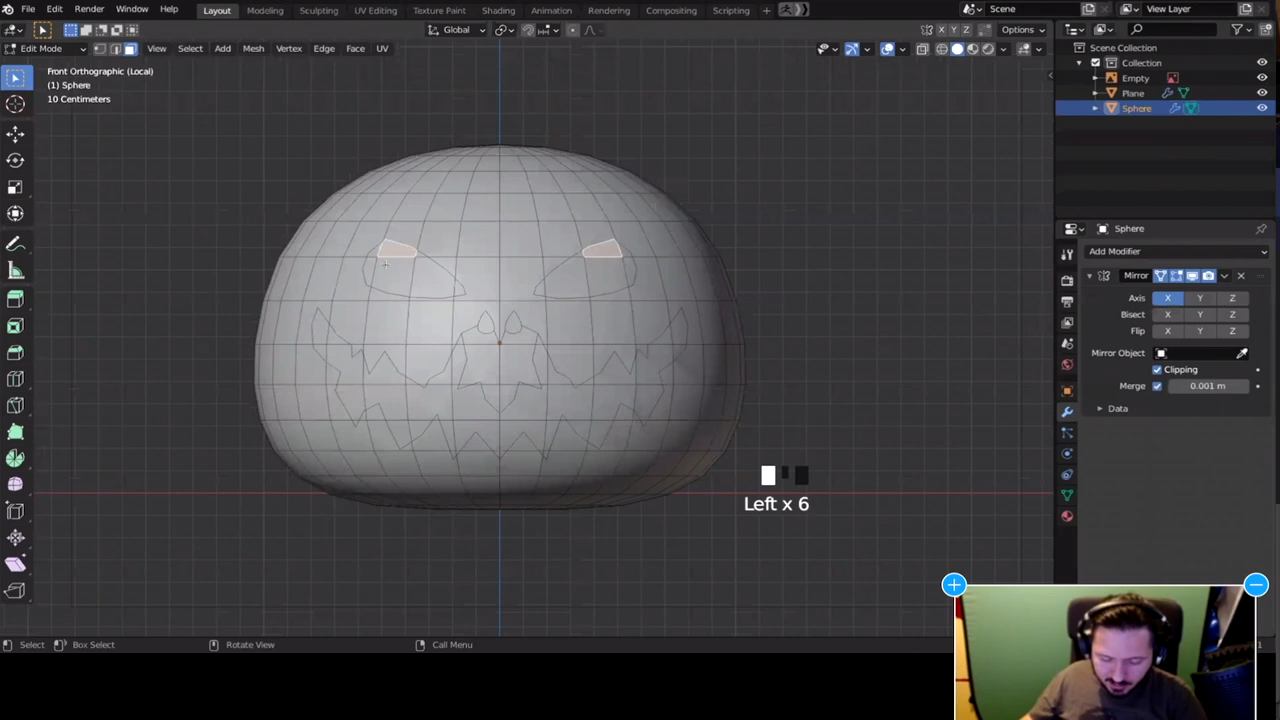 File Edit Render Window Help Layout Modeling Sculpting UV Editing Texture Paint Shading Animation Rendering Compositing Scripting + Scene View Layer
Global X Y Z Options
Edit Mode View Select Add Mesh Vertex Edge Face UV
Front Orthographic (Local)
(1) Sphere
10 Centimeters
Scene Collection
Collection
Empty
Plane
Sphere
Sphere
Add Modifier
Mirror
Axis X Y Z
Bisect X Y Z
Flip X Y Z
Mirror Object
Clipping
Merge 0.001 m
Data
Left x 6
Select Box Select Rotate View Call Menu